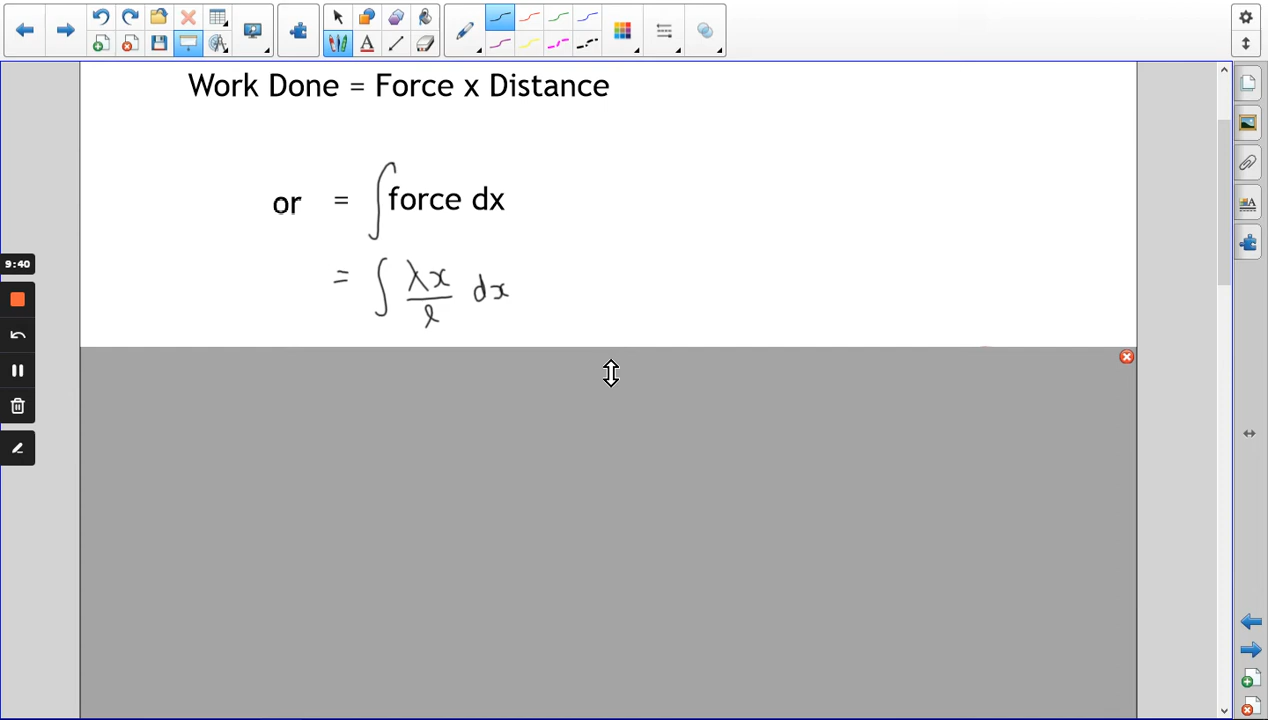 Work Done = Force x Distance
or = ∫force dx
= ∫ λx/l dx
9:40